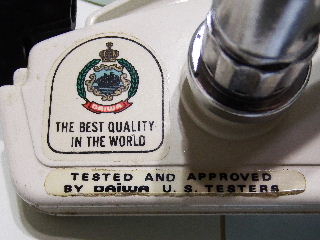 DAIWA
THE BEST QUALITY
IN THE WORLD
TESTED AND APPROVED
BY DAIWA U.S. TESTERS